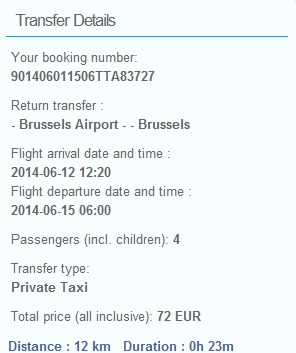 Transfer Details
Your booking number:
901406011506TTA83727
Return transfer :
- Brussels Airport - - Brussels
Flight arrival date and time :
2014-06-12 12:20
Flight departure date and time :
2014-06-15 06:00
Passengers (incl. children): 4
Transfer type:
Private Taxi
Total price (all inclusive): 72 EUR
Distance : 12 km Duration : 0h 23m